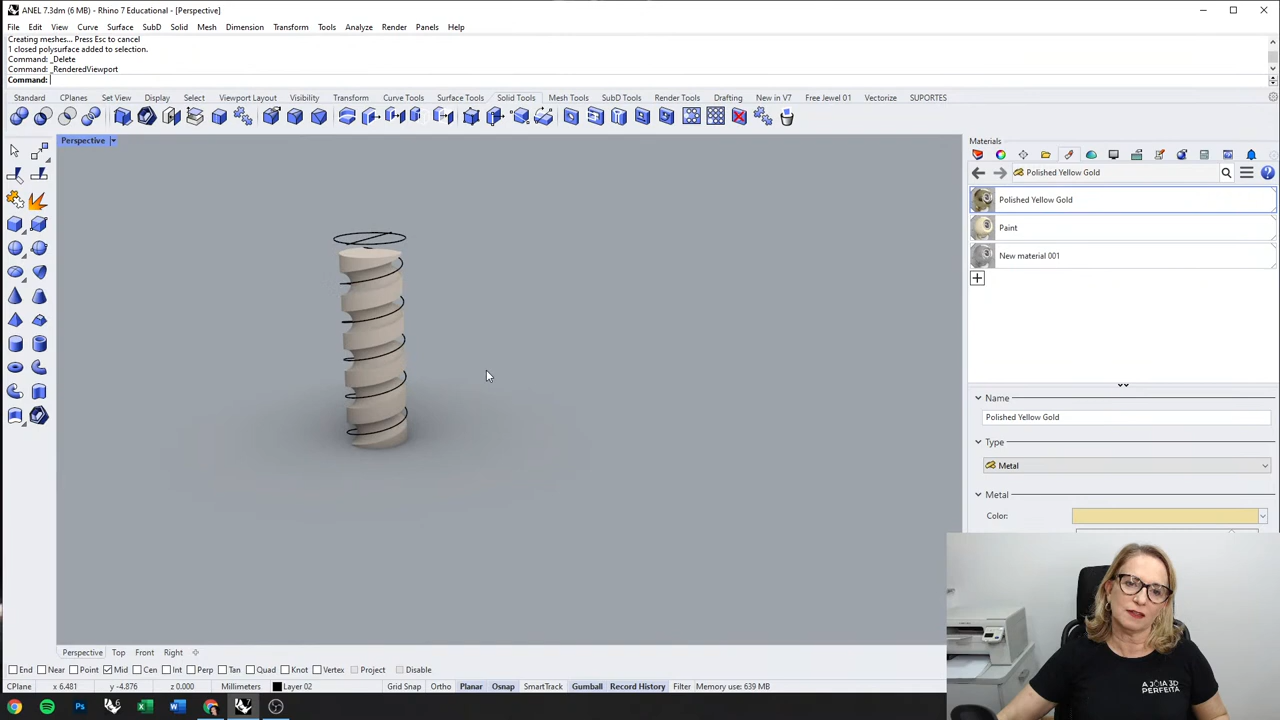 ANEL 7.3dm (6 MB) - Rhino 7 Educational - [Perspective]
File Edit View Curve Surface SubD Solid Mesh Dimension Transform Tools Analyze Render Panels Help
Creating meshes... Press Esc to cancel
1 closed polysurface added to selection.
Command: _Delete
Command: _RenderedViewport
Command:
Standard CPlanes Set View Display Select Viewport Layout Visibility Transform Curve Tools Surface Tools Solid Tools Mesh Tools SubD Tools Render Tools Drafting New in V7 Free Jewel 01 Vectorize SUPORTES
Perspective
Materials
Polished Yellow Gold
Polished Yellow Gold
Paint
New material 001
Name
Polished Yellow Gold
Type
Metal
Metal
Color:
A JÓIA 3D
PERFEITA
Perspective Top Front Right
End Near Point Mid Cen Int Perp Tan Quad Knot Vertex Project Disable
CPlane x 6.481 y -4.876 z 0.000 Millimeters Layer 02 Grid Snap Ortho Planar Osnap SmartTrack Gumball Record History Filter Memory use: 639 MB